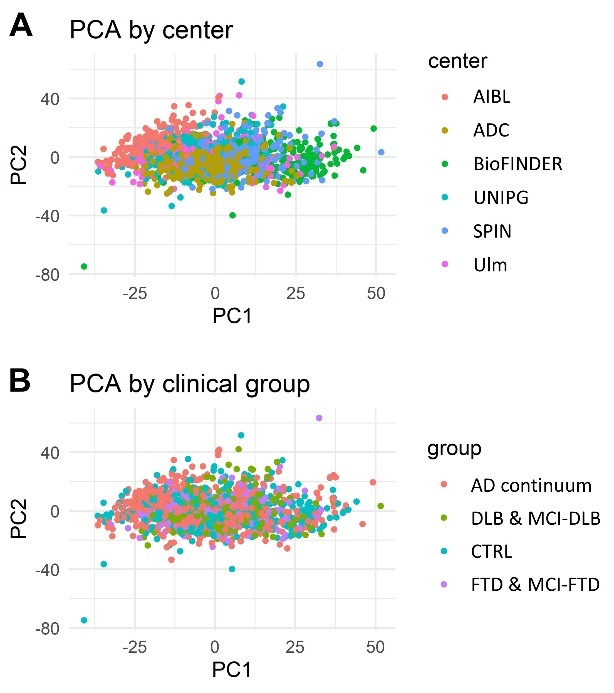 A PCA by center
PC2
40
0
-40
-80
-25 0 25 50
PC1
center
AIBL
ADC
BioFINDER
UNIPG
SPIN
Ulm
B PCA by clinical group
PC2
40
0
-40
-80
-25 0 25 50
PC1
group
AD continuum
DLB & MCI-DLB
CTRL
FTD & MCI-FTD